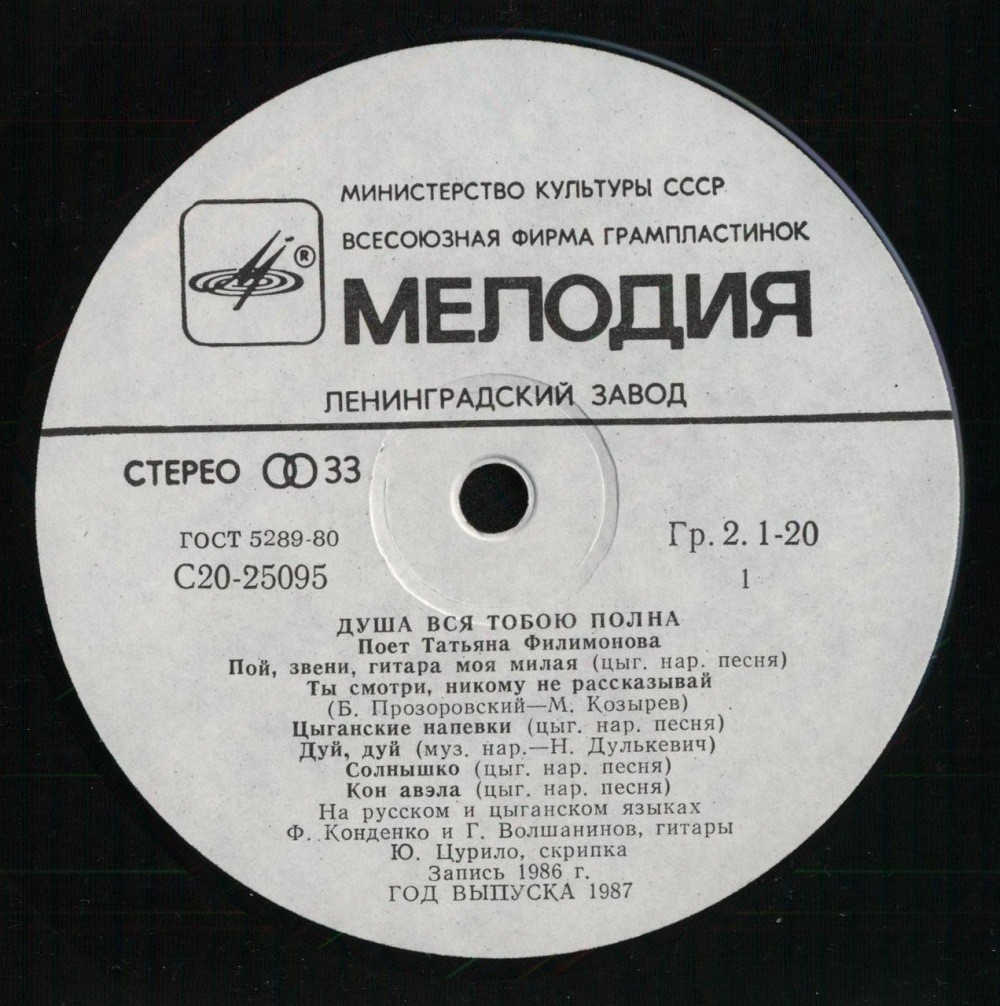 МИНИСТЕРСТВО КУЛЬТУРЫ СССР
ВСЕСОЮЗНАЯ ФИРМА ГРАМПЛАСТИНОК
®
МЕЛОДИЯ
ЛЕНИНГРАДСКИЙ ЗАВОД
СТЕРЕО 33
ГОСТ 5289-80
С20-25095
Гр. 2. 1-20
1
ДУША ВСЯ ТОБОЮ ПОЛНА
Поет Татьяна Филимонова
Пой, звени, гитара моя милая (цыг. нар. песня)
Ты смотри, никому не рассказывай
(Б. Прозоровский—М. Козырев)
Цыганские напевки (цыг. нар. песня)
Дуй, дуй (муз. нар.—Н. Дулькевич)
Солнышко (цыг. нар. песня)
Кон авэла (цыг. нар. песня)
На русском и цыганском языках
Ф. Конденко и Г. Волшанинов, гитары
Ю. Цурило, скрипка
Запись 1986 г.
ГОД ВЫПУСКА 1987